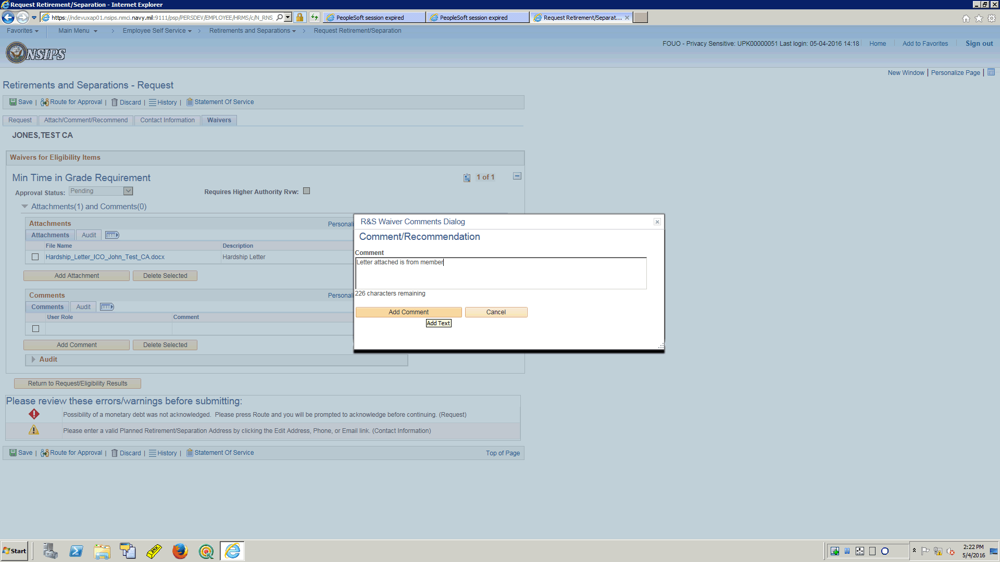 Request Retirement/Separation - Internet Explorer
https://ndevuxap01.nsips.nmci.navy.mil:9111/psp/PERSDEV/EMPLOYEE/HRMS/c/N_RNS_
PeopleSoft session expired
PeopleSoft session expired
Request Retirement/Separat...
Favorites
Main Menu
>
Employee Self Service
>
Retirements and Separations
>
Request Retirement/Separation
NSIPS
FOUO - Privacy Sensitive: UPK00000051 Last login: 05-04-2016 14:18
Home
Add to Favorites
Sign out
New Window | Personalize Page |
Retirements and Separations - Request
Save | Route for Approval | Discard | History | Statement Of Service
Request
Attach/Comment/Recommend
Contact Information
Waivers
JONES,TEST CA
Waivers for Eligibility Items
Min Time in Grade Requirement
1 of 1
Approval Status: Pending
Requires Higher Authority Rvw:
Attachments(1) and Comments(0)
Attachments
Personali
Attachments
Audit
File Name
Description
Hardship_Letter_ICO_John_Test_CA.docx
Hardship Letter
Add Attachment
Delete Selected
Comments
Personali
Comments
Audit
User Role
Comment
Add Comment
Delete Selected
Audit
Return to Request/Eligibility Results
R&S Waiver Comments Dialog
Comment/Recommendation
Comment
Letter attached is from member
226 characters remaining
Add Comment
Cancel
Add Text
Please review these errors/warnings before submitting:
Possibility of a monetary debt was not acknowledged. Please press Route and you will be prompted to acknowledge before continuing. (Request)
Please enter a valid Planned Retirement/Separation Address by clicking the Edit Address, Phone, or Email link. (Contact Information)
Save | Route for Approval | Discard | History | Statement Of Service
Top of Page
Start
2:22 PM
5/4/2016